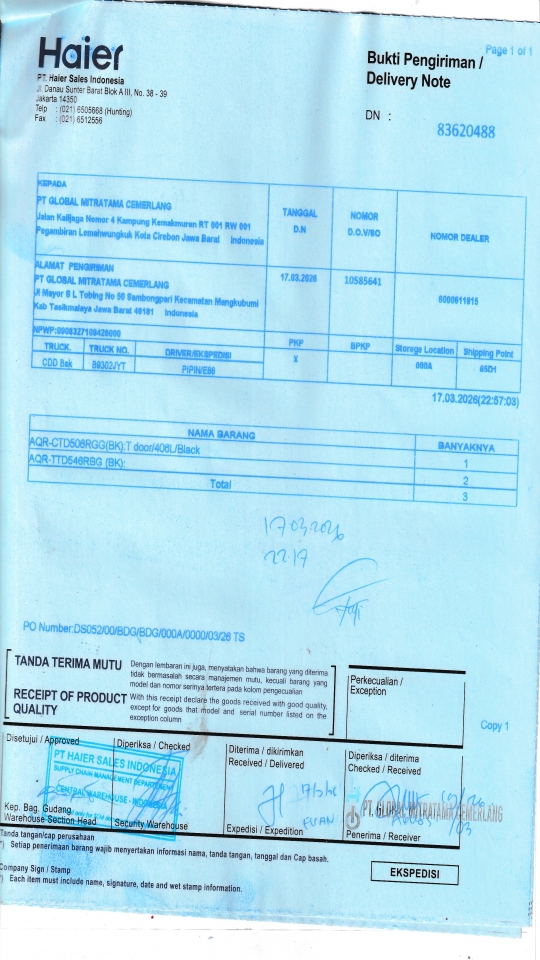 Haier
PT. Haier Sales Indonesia
Jl. Danau Sunter Barat Blok A III, No. 38 - 39
Jakarta 14350
Telp : (021) 6505668 (Hunting)
Fax : (021) 6512556
Page 1 of 1
Bukti Pengiriman /
Delivery Note
DN : 83620488
KEPADA
PT GLOBAL MITRATAMA CEMERLANG
Jalan Kalijaga Nomor 4 Kampung Kemakmuran RT 001 RW 001
Pegambiran Lemahwungkuk Kota Cirebon Jawa Barat Indonesia
TANGGAL
D.N
NOMOR
D.O.V/SO
NOMOR DEALER
ALAMAT PENGIRIMAN
PT GLOBAL MITRATAMA CEMERLANG
Jl Mayor S L Tobing No 50 Sambongpari Kecamatan Mangkubumi
Kab Tasikmalaya Jawa Barat 46181 Indonesia
17.03.2026
10585641
6000611815
NPWP:0908327109426000
PKP
BPKP
Storege Location
Shipping Point
TRUCK.
TRUCK NO.
DRIVER/EKSPEDISI
X
000A
65D1
CDD Bak
B9302JYT
PIPIN/E86
17.03.2026(22:57:03)
NAMA BARANG
BANYAKNYA
AQR-CTD508RGG(BK):T door/406L/Black
1
AQR-TTD546RBG (BK):
2
Total
3
17 03 2026
22.17
PO Number:DS052/00/BDG/BDG/000A/0000/03/26 TS
TANDA TERIMA MUTU
Dengan lembaran ini juga, menyatakan bahwa barang yang diterima
tidak bermasalah secara manajemen mutu, kecuali barang yang
model dan nomor serinya tertera pada kolom pengecualian
RECEIPT OF PRODUCT
QUALITY
With this receipt declare the goods received with good quality,
except for goods that model and serial number listed on the
exception column
Perkecualian /
Exception
Copy 1
Disetujui / Approved
Diperiksa / Checked
Diterima / dikirimkan
Received / Delivered
Diperiksa / diterima
Checked / Received
PT HAIER SALES INDONESIA
SUPPLY CHAIN MANAGEMENT DEPARTMENT
CENTRAL WAREHOUSE - INDONESIA
EVAN
PT. GLOBAL MITRATAMA CEMERLANG
Kep. Bag. Gudang
Warehouse Section Head
Security Warehouse
Expedisi / Expedition
Penerima / Receiver
Tanda tangan/cap perusahaan
*) Setiap penerimaan barang wajib menyertakan informasi nama, tanda tangan, tanggal dan Cap basah.
Company Sign / Stamp
*) Each item must include name, signature, date and wet stamp information.
EKSPEDISI